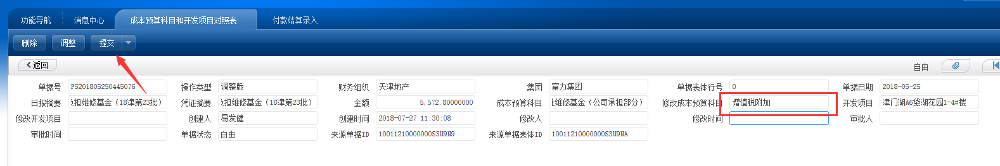 功能导航 消息中心 成本预算科目和开发项目对照表 付款结算录入
删除 调整 提交
返回 自由
单据号 F5201805250445076 操作类型 调整版 财务组织 天津地产 集团 富力集团 单据表体行号 0 单据日期 2018-05-25
日报摘要 担维修基金（18津第23批） 凭证摘要 担维修基金（18津第23批） 金额 5,572.80000000 成本预算科目 维修基金（公司承担部分） 修改成本预算科目 增值税附加 开发项目 津门湖A6黛湖花园1-4#楼
修改开发项目 创建人 易发健 创建时间 2018-07-27 11:30:08 修改人 修改时间 审批人
审批时间 单据状态 自由 来源单据ID 10011210000000S3U9N9 来源单据表体ID 10011210000000S3U9NA